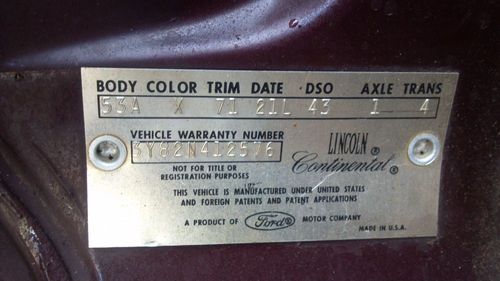 BODY COLOR TRIM DATE · DSO AXLE TRANS
53A X 71 21L 43 1 4
VEHICLE WARRANTY NUMBER
3Y82N412576
NOT FOR TITLE OR
REGISTRATION PURPOSES
LINCOLN
Continental®
THIS VEHICLE IS MANUFACTURED UNDER UNITED STATES
AND FOREIGN PATENTS AND PATENT APPLICATIONS
A PRODUCT OF Ford® MOTOR COMPANY
MADE IN U.S.A.